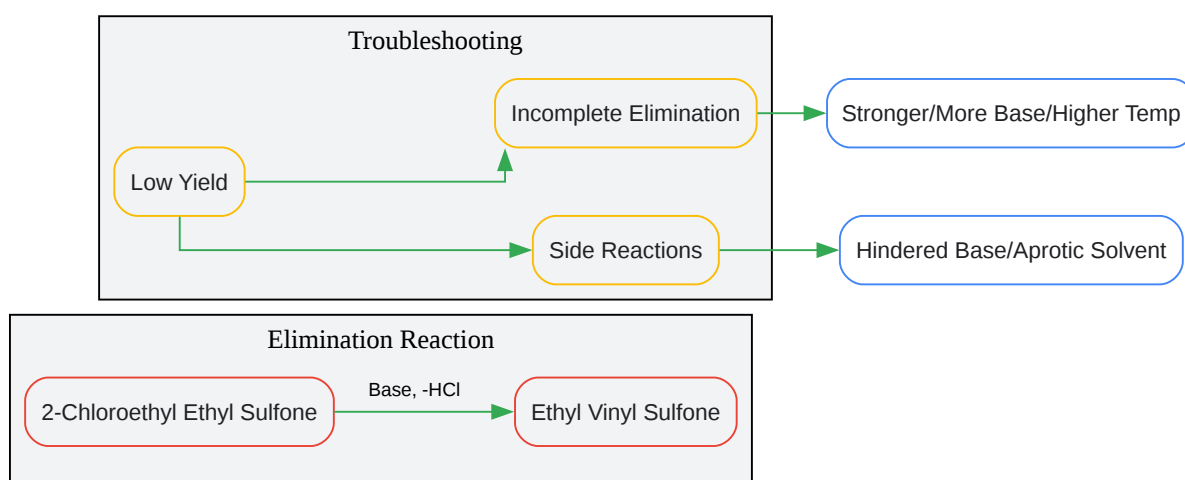 Troubleshooting
Incomplete Elimination
Stronger/More Base/Higher Temp
Low Yield
Side Reactions
Hindered Base/Aprotic Solvent
Elimination Reaction
2-Chloroethyl Ethyl Sulfone
Base, -HCl
Ethyl Vinyl Sulfone